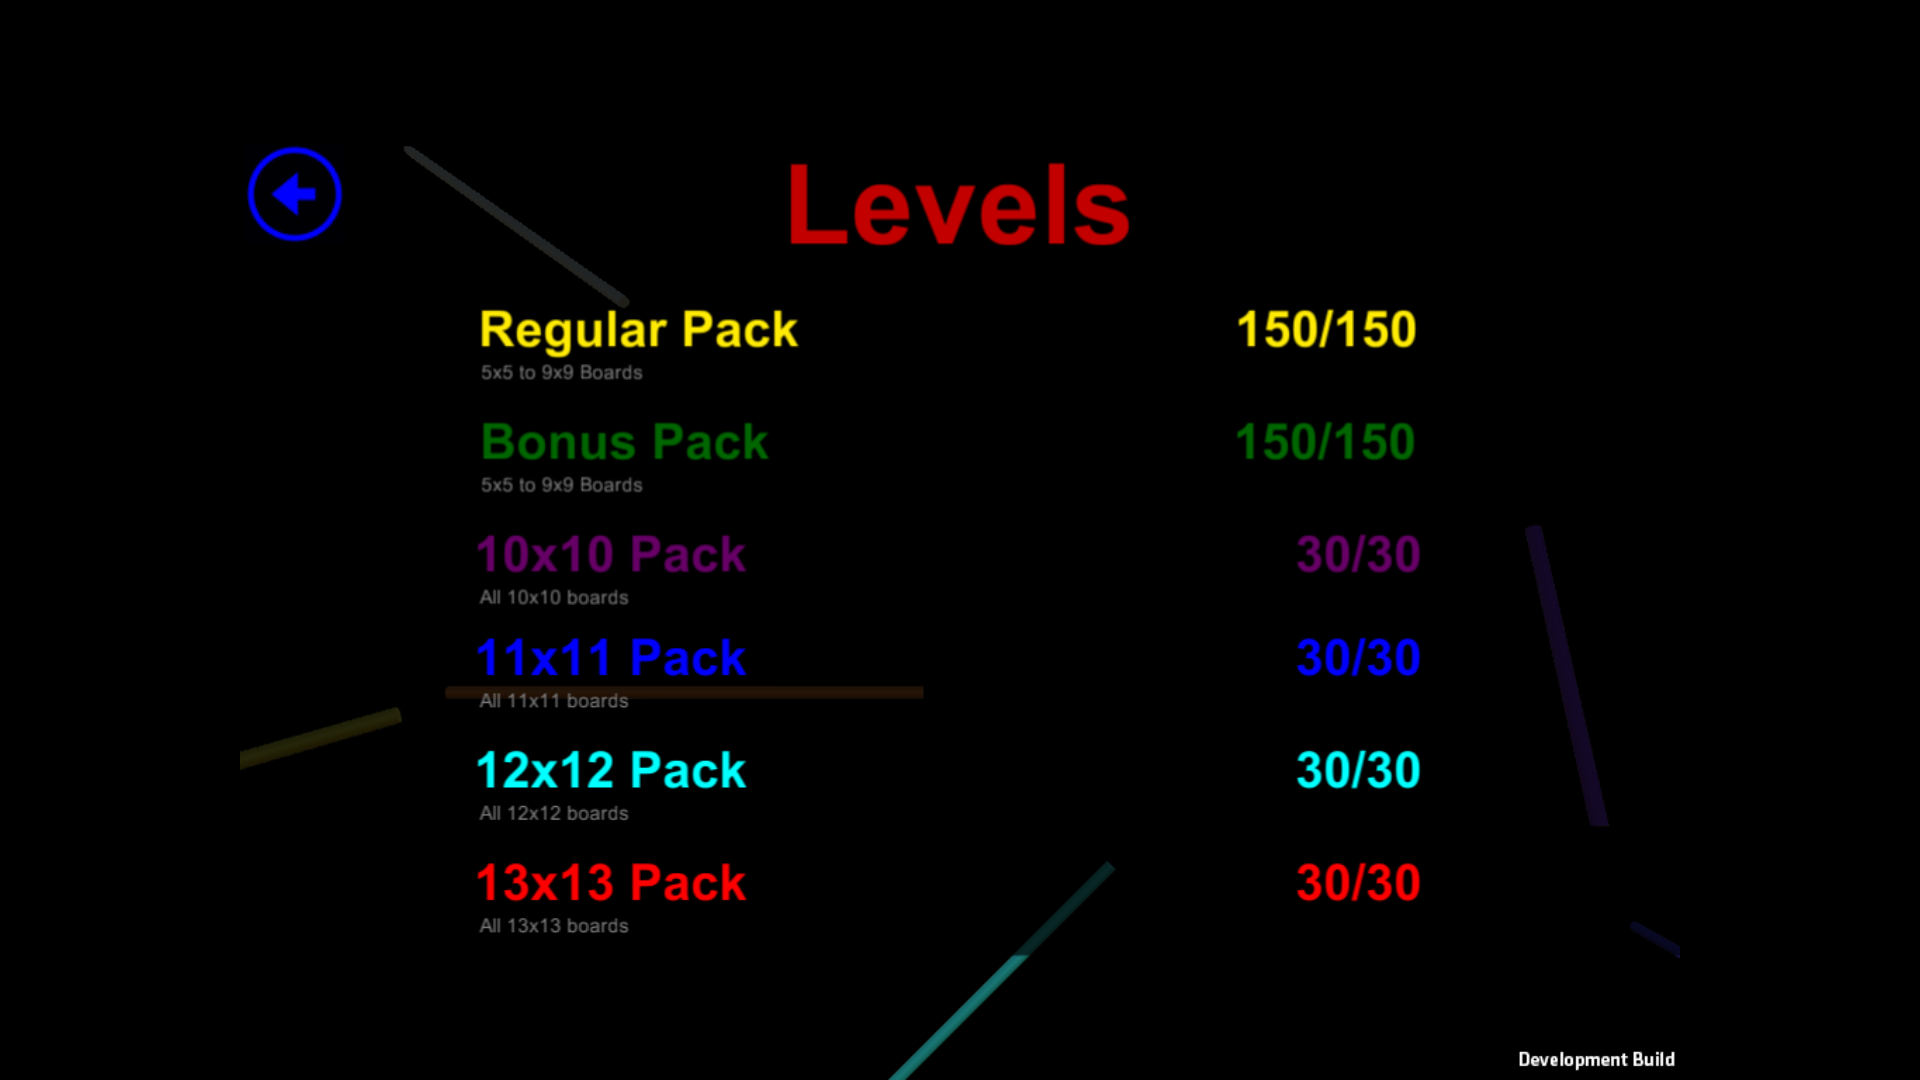 Levels
Regular Pack 150/150
5x5 to 9x9 Boards
Bonus Pack 150/150
5x5 to 9x9 Boards
10x10 Pack 30/30
All 10x10 boards
11x11 Pack 30/30
All 11x11 boards
12x12 Pack 30/30
All 12x12 boards
13x13 Pack 30/30
All 13x13 boards
Development Build